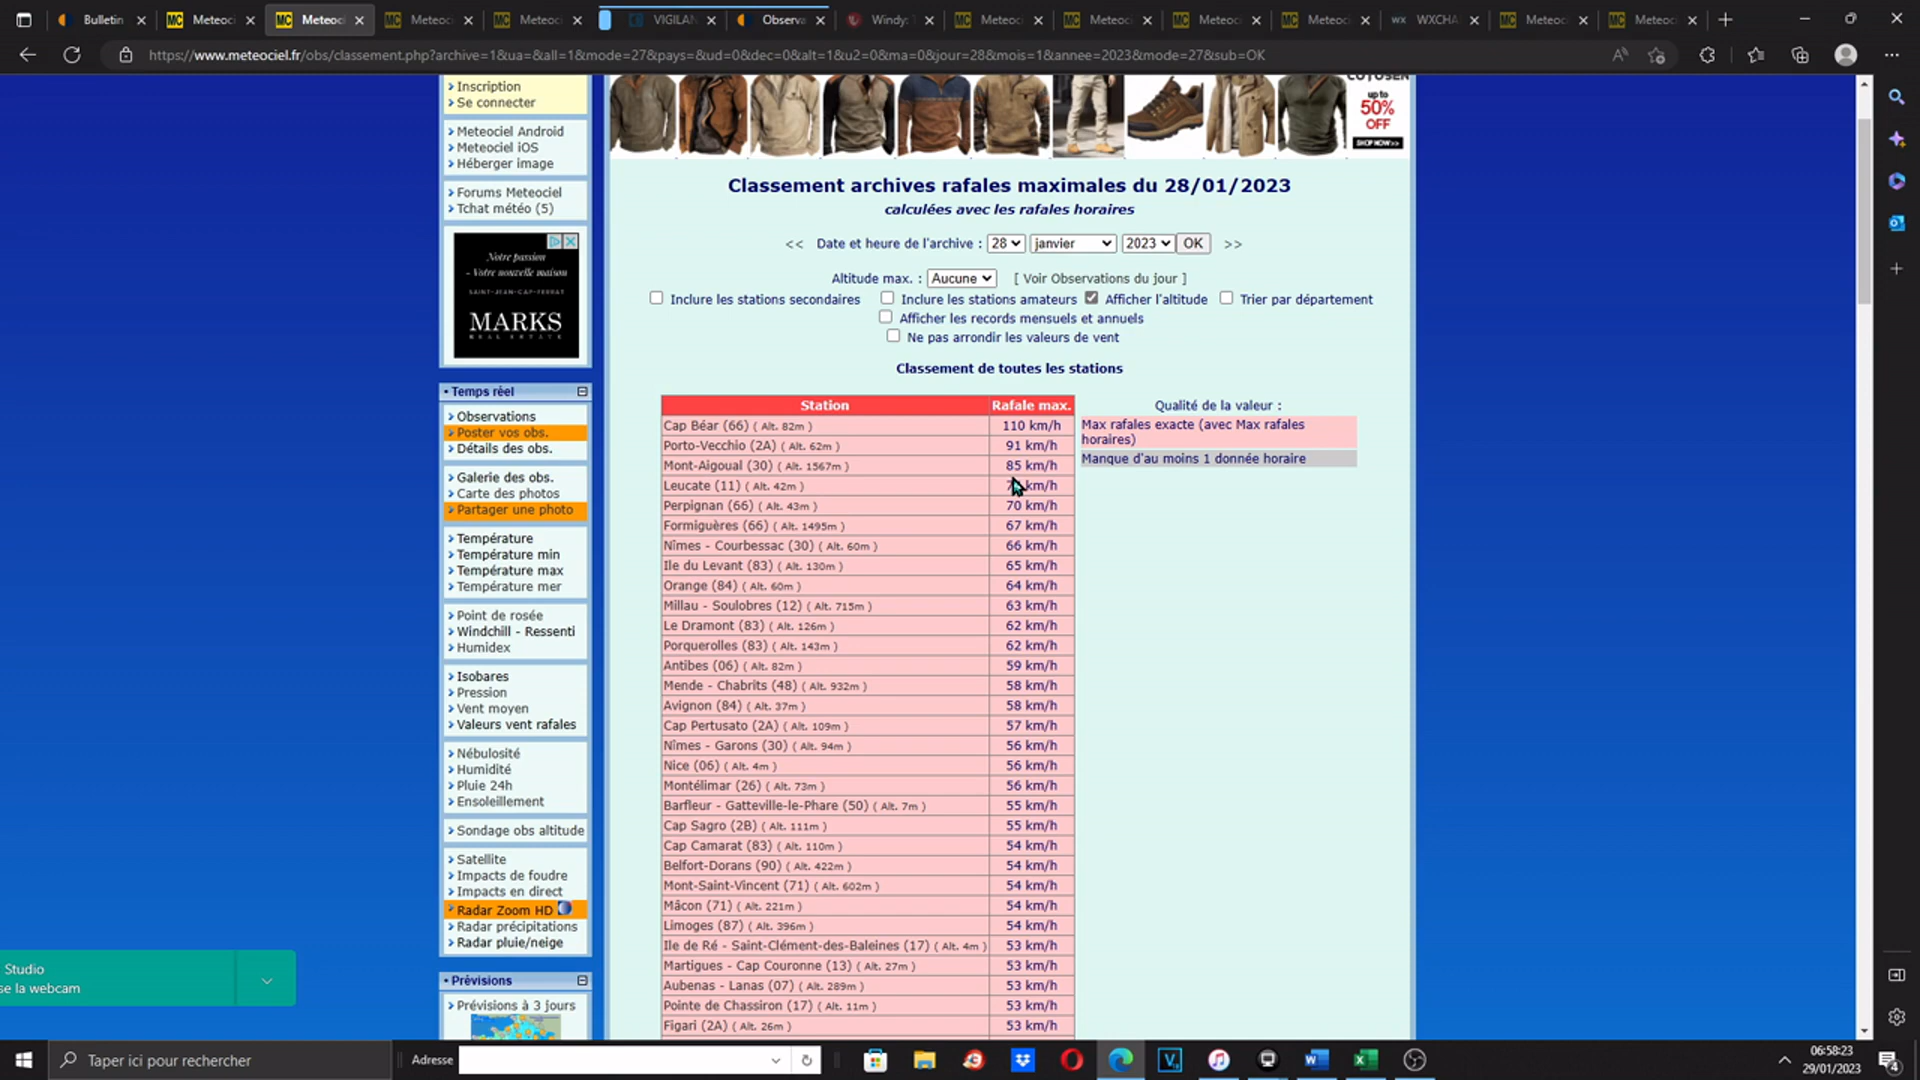 Bulletin
Meteoci
Meteoci
Meteoci
Meteoci
VIGILAN
Observa
Windy:
Meteoc
Meteoci
Meteoci
Meteoci
WXCHA
Meteoc
Meteoci
https://www.meteociel.fr/obs/classement.php?archive=1&ua=&all=1&mode=27&pays=&ud=0&dec=0&alt=1&u2=0&ma=0&jour=28&mois=1&annee=2023&mode=27&sub=OK
Inscription
Se connecter
Meteociel Android
Meteociel iOS
Héberger image
Forums Meteociel
Tchat météo (5)
Notre passion
- Votre nouvelle maison
SAINT-JEAN-CAP-FERRAT
MARKS
REAL ESTATE
Temps réel
Observations
Poster vos obs.
Détails des obs.
Galerie des obs.
Carte des photos
Partager une photo
Température
Température min
Température max
Température mer
Point de rosée
Windchill - Ressenti
Humidex
Isobares
Pression
Vent moyen
Valeurs vent rafales
Nébulosité
Humidité
Pluie 24h
Ensoleillement
Sondage obs altitude
Satellite
Impacts de foudre
Impacts en direct
Radar Zoom HD
Radar précipitations
Radar pluie/neige
Prévisions
Prévisions à 3 jours
up to
50%
OFF
SHOP NOW>>
Classement archives rafales maximales du 28/01/2023
calculées avec les rafales horaires
<< Date et heure de l'archive : 28 janvier 2023 OK >>
Altitude max. : Aucune [ Voir Observations du jour ]
Inclure les stations secondaires Inclure les stations amateurs Afficher l'altitude Trier par département
Afficher les records mensuels et annuels
Ne pas arrondir les valeurs de vent
Classement de toutes les stations
Station Rafale max.
Cap Béar (66) ( Alt. 82m ) 110 km/h
Porto-Vecchio (2A) ( Alt. 62m ) 91 km/h
Mont-Aigoual (30) ( Alt. 1567m ) 85 km/h
Leucate (11) ( Alt. 42m ) km/h
Perpignan (66) ( Alt. 43m ) 70 km/h
Formiguères (66) ( Alt. 1495m ) 67 km/h
Nîmes - Courbessac (30) ( Alt. 60m ) 66 km/h
Ile du Levant (83) ( Alt. 130m ) 65 km/h
Orange (84) ( Alt. 60m ) 64 km/h
Millau - Soulobres (12) ( Alt. 715m ) 63 km/h
Le Dramont (83) ( Alt. 126m ) 62 km/h
Porquerolles (83) ( Alt. 143m ) 62 km/h
Antibes (06) ( Alt. 82m ) 59 km/h
Mende - Chabrits (48) ( Alt. 932m ) 58 km/h
Avignon (84) ( Alt. 37m ) 58 km/h
Cap Pertusato (2A) ( Alt. 109m ) 57 km/h
Nîmes - Garons (30) ( Alt. 94m ) 56 km/h
Nice (06) ( Alt. 4m ) 56 km/h
Montélimar (26) ( Alt. 73m ) 56 km/h
Barfleur - Gatteville-le-Phare (50) ( Alt. 7m ) 55 km/h
Cap Sagro (2B) ( Alt. 111m ) 55 km/h
Cap Camarat (83) ( Alt. 110m ) 54 km/h
Belfort-Dorans (90) ( Alt. 422m ) 54 km/h
Mont-Saint-Vincent (71) ( Alt. 602m ) 54 km/h
Mâcon (71) ( Alt. 221m ) 54 km/h
Limoges (87) ( Alt. 396m ) 54 km/h
Ile de Ré - Saint-Clément-des-Baleines (17) ( Alt. 4m ) 53 km/h
Martigues - Cap Couronne (13) ( Alt. 27m ) 53 km/h
Aubenas - Lanas (07) ( Alt. 289m ) 53 km/h
Pointe de Chassiron (17) ( Alt. 11m ) 53 km/h
Figari (2A) ( Alt. 26m ) 53 km/h
Qualité de la valeur :
Max rafales exacte (avec Max rafales
horaires)
Manque d'au moins 1 donnée horaire
Studio
se la webcam
Taper ici pour rechercher
Adresse
06:58:23
29/01/2023
4